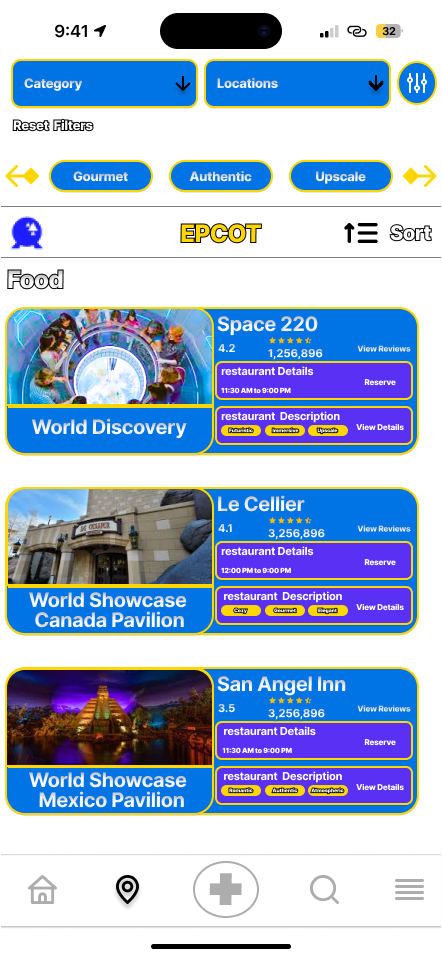 9:41
32
Category
Locations
Reset Filters
Gourmet
Authentic
Upscale
EPCOT
Sort
Food
Space 220
4.2
1,256,896
View Reviews
restaurant Details
11:30 AM to 9:00 PM
Reserve
World Discovery
restaurant Description
Futuristic
Immersive
Upscale
View Details
Le Cellier
4.1
3,256,896
View Reviews
restaurant Details
12:00 PM to 9:00 PM
Reserve
World Showcase
Canada Pavilion
restaurant Description
Cozy
Gourmet
Elegant
View Details
San Angel Inn
3.5
3,256,896
View Reviews
restaurant Details
11:30 AM to 9:00 PM
Reserve
World Showcase
Mexico Pavilion
restaurant Description
Romantic
Authentic
Atmospheric
View Details